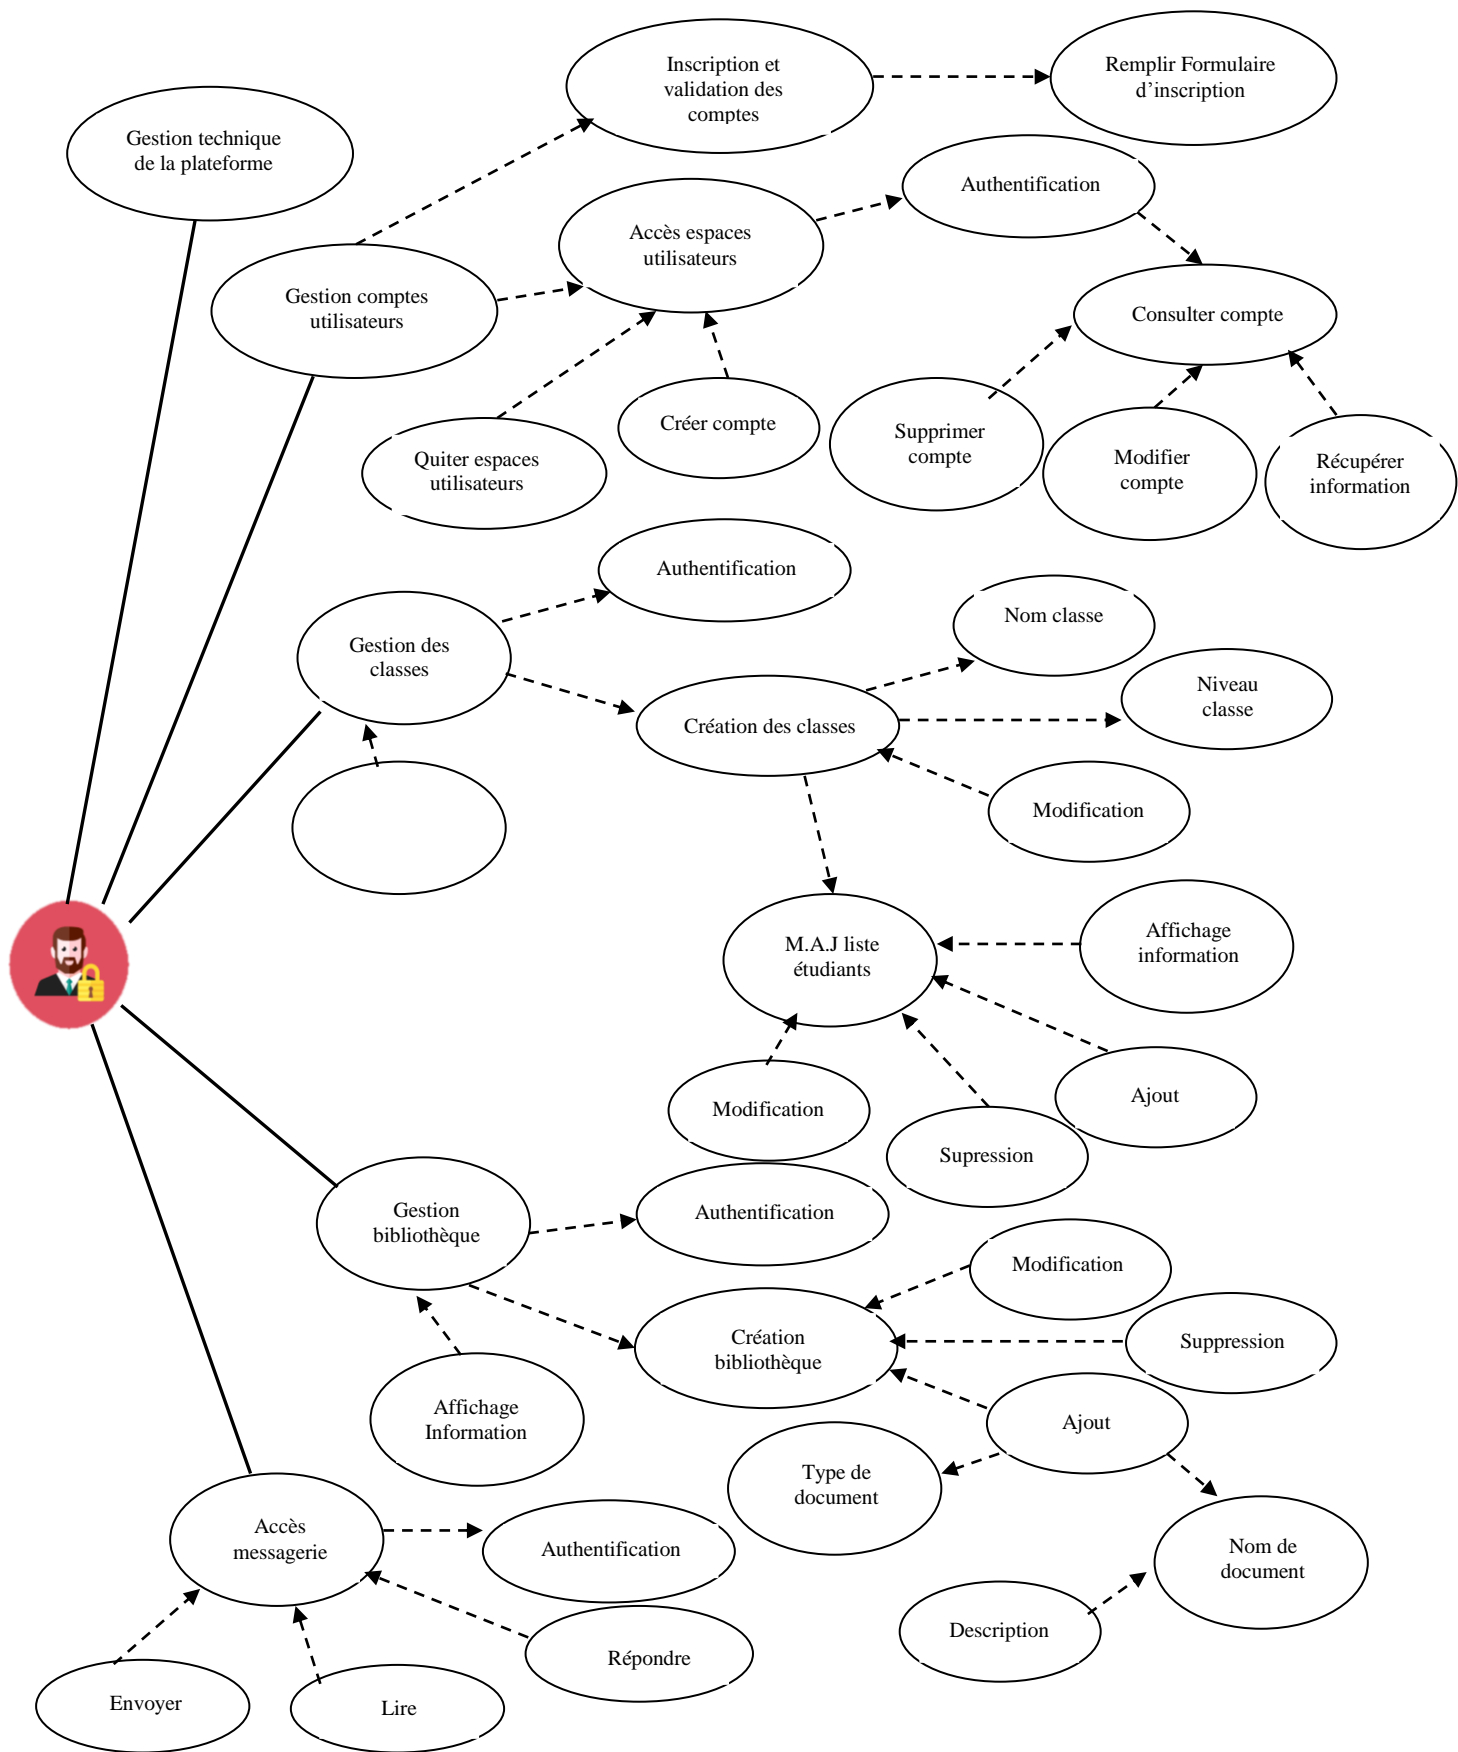 Inscription et
validation des
comptes
Remplir Formulaire
d’inscription
Gestion technique
de la plateforme
Authentification
Accès espaces
utilisateurs
Gestion comptes
utilisateurs
Consulter compte
Créer compte
Supprimer
compte
Quiter espaces
utilisateurs
Modifier
compte
Récupérer
information
Authentification
Nom classe
Gestion des
classes
Niveau
classe
Création des classes
Modification
Affichage
information
M.A.J liste
étudiants
Ajout
Modification
Supression
Gestion
bibliothèque
Authentification
Modification
Création
bibliothèque
Suppression
Affichage
Information
Ajout
Type de
document
Accès
messagerie
Authentification
Nom de
document
Description
Répondre
Envoyer
Lire